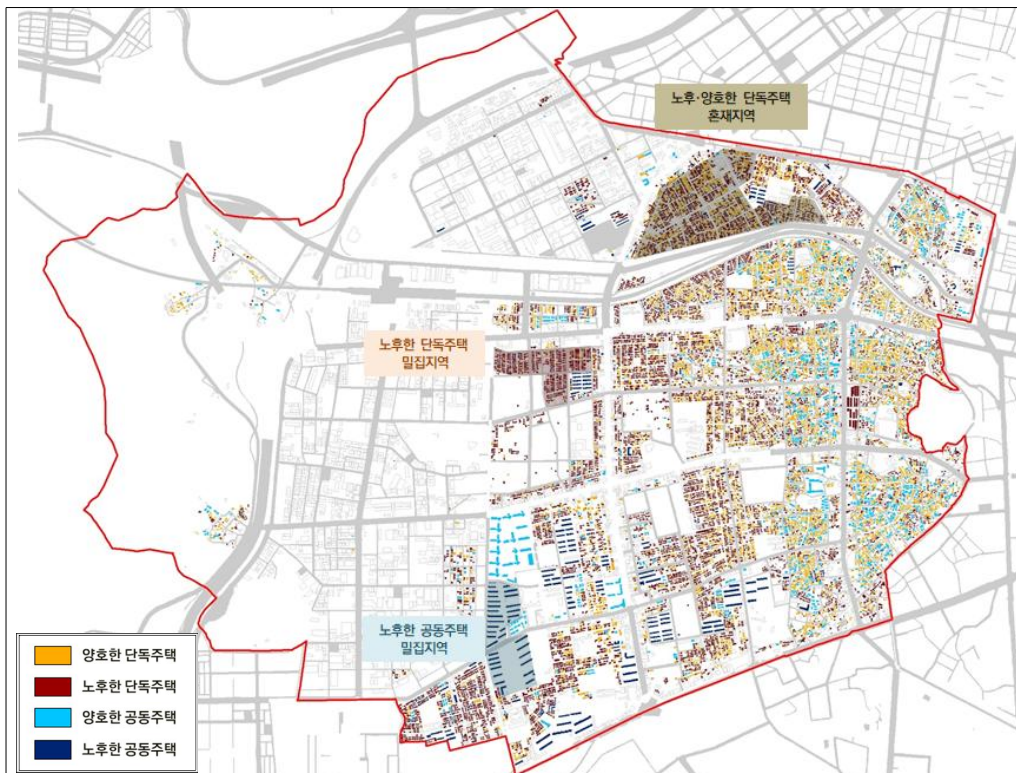 노후·양호한 단독주택
혼재지역
노후한 단독주택
밀집지역
노후한 공동주택
밀집지역
양호한 단독주택
노후한 단독주택
양호한 공동주택
노후한 공동주택